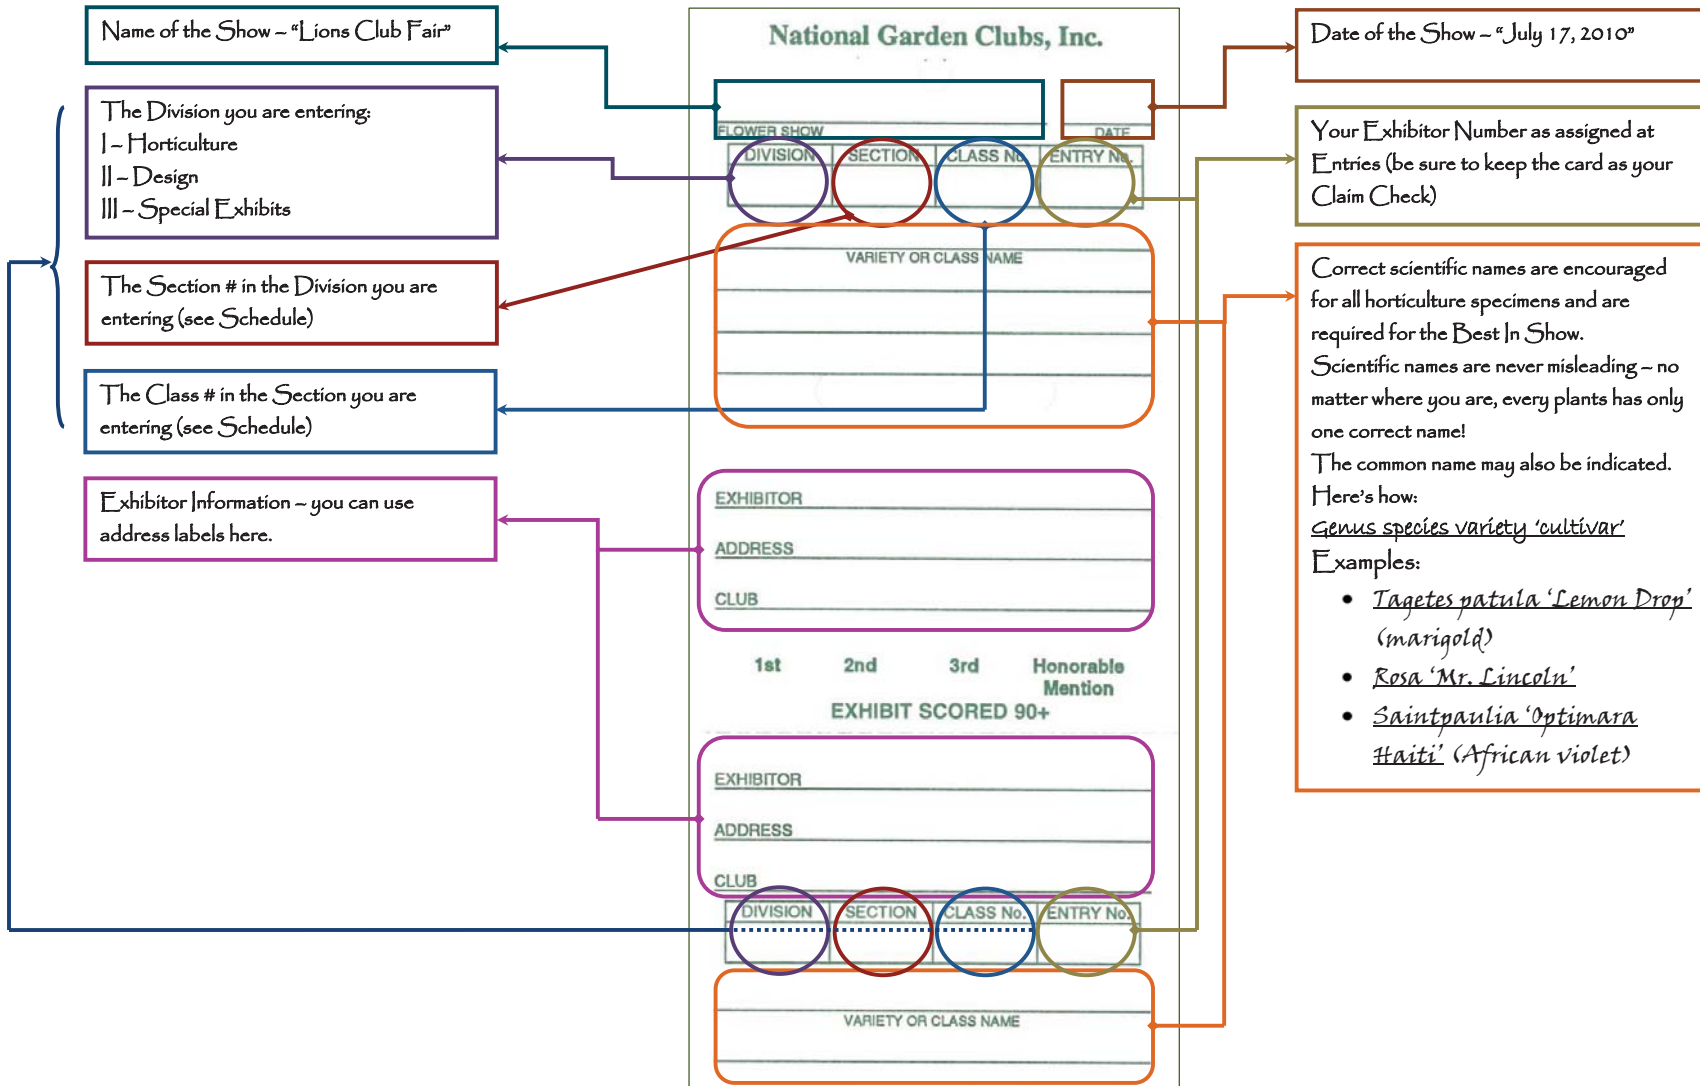 Name of the Show – “Lions Club Fair”
The Division you are entering:
I – Horticulture
II – Design
III – Special Exhibits
The Section # in the Division you are
entering (see Schedule)
The Class # in the Section you are
entering (see Schedule)
Exhibitor Information – you can use
address labels here.
National Garden Clubs, Inc.
FLOWER SHOW
DATE
DIVISION SECTION CLASS No. ENTRY No.
VARIETY OR CLASS NAME
EXHIBITOR
ADDRESS
CLUB
1st 2nd 3rd Honorable
Mention
EXHIBIT SCORED 90+
EXHIBITOR
ADDRESS
CLUB
DIVISION SECTION CLASS No. ENTRY No.
VARIETY OR CLASS NAME
Date of the Show – “July 17, 2010”
Your Exhibitor Number as assigned at
Entries (be sure to keep the card as your
Claim Check)
Correct scientific names are encouraged
for all horticulture specimens and are
required for the Best In Show.
Scientific names are never misleading – no
matter where you are, every plants has only
one correct name!
The common name may also be indicated.
Here’s how:
Genus species variety ‘cultivar’
Examples:
• Tagetes patula ‘Lemon Drop’
(marigold)
• Rosa ‘Mr. Lincoln’
• Saintpaulia ‘Optimara
Haiti’ (African violet)